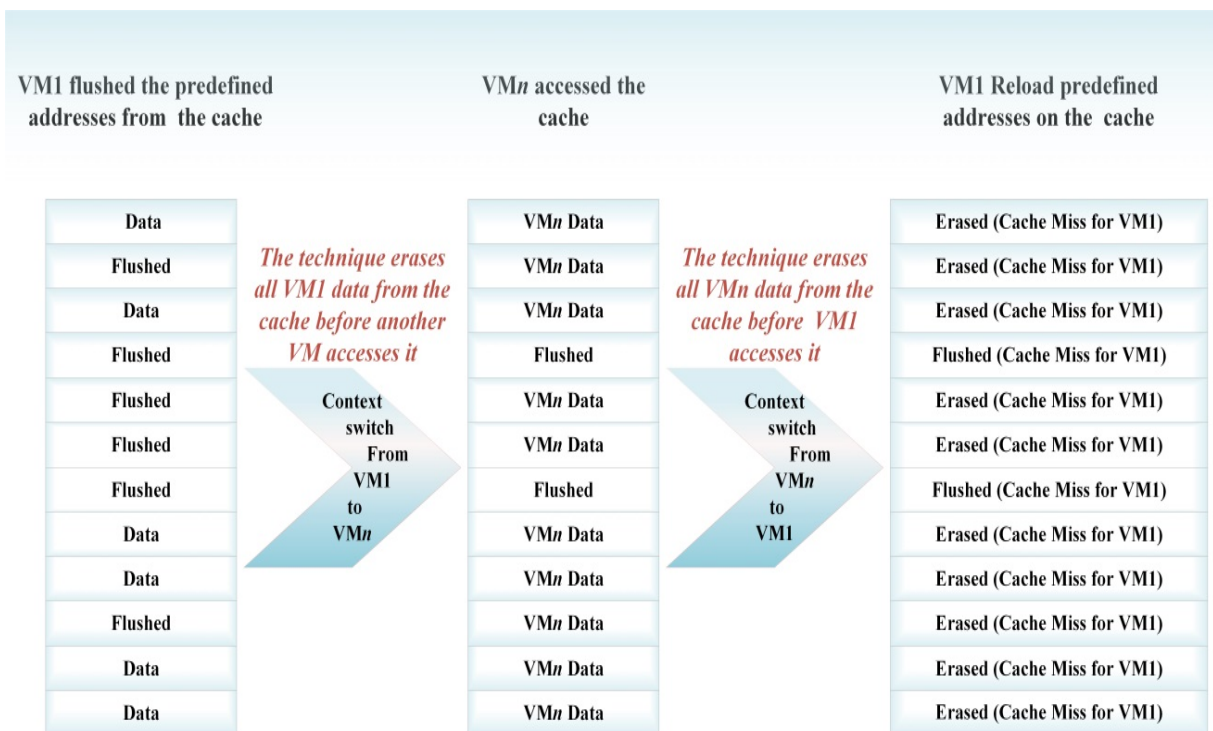 VM1 flushed the predefined
addresses from the cache
VMn accessed the
cache
VM1 Reload predefined
addresses on the cache
Data
Flushed
Data
Flushed
Flushed
Flushed
Flushed
Data
Data
Flushed
Data
Data
The technique erases
all VM1 data from the
cache before another
VM accesses it
Context
switch
From
VM1
to
VMn
VMn Data
VMn Data
VMn Data
Flushed
VMn Data
VMn Data
Flushed
VMn Data
VMn Data
VMn Data
VMn Data
VMn Data
The technique erases
all VMn data from the
cache before VM1
accesses it
Context
switch
From
VMn
to
VM1
Erased (Cache Miss for VM1)
Erased (Cache Miss for VM1)
Erased (Cache Miss for VM1)
Flushed (Cache Miss for VM1)
Erased (Cache Miss for VM1)
Erased (Cache Miss for VM1)
Flushed (Cache Miss for VM1)
Erased (Cache Miss for VM1)
Erased (Cache Miss for VM1)
Erased (Cache Miss for VM1)
Erased (Cache Miss for VM1)
Erased (Cache Miss for VM1)